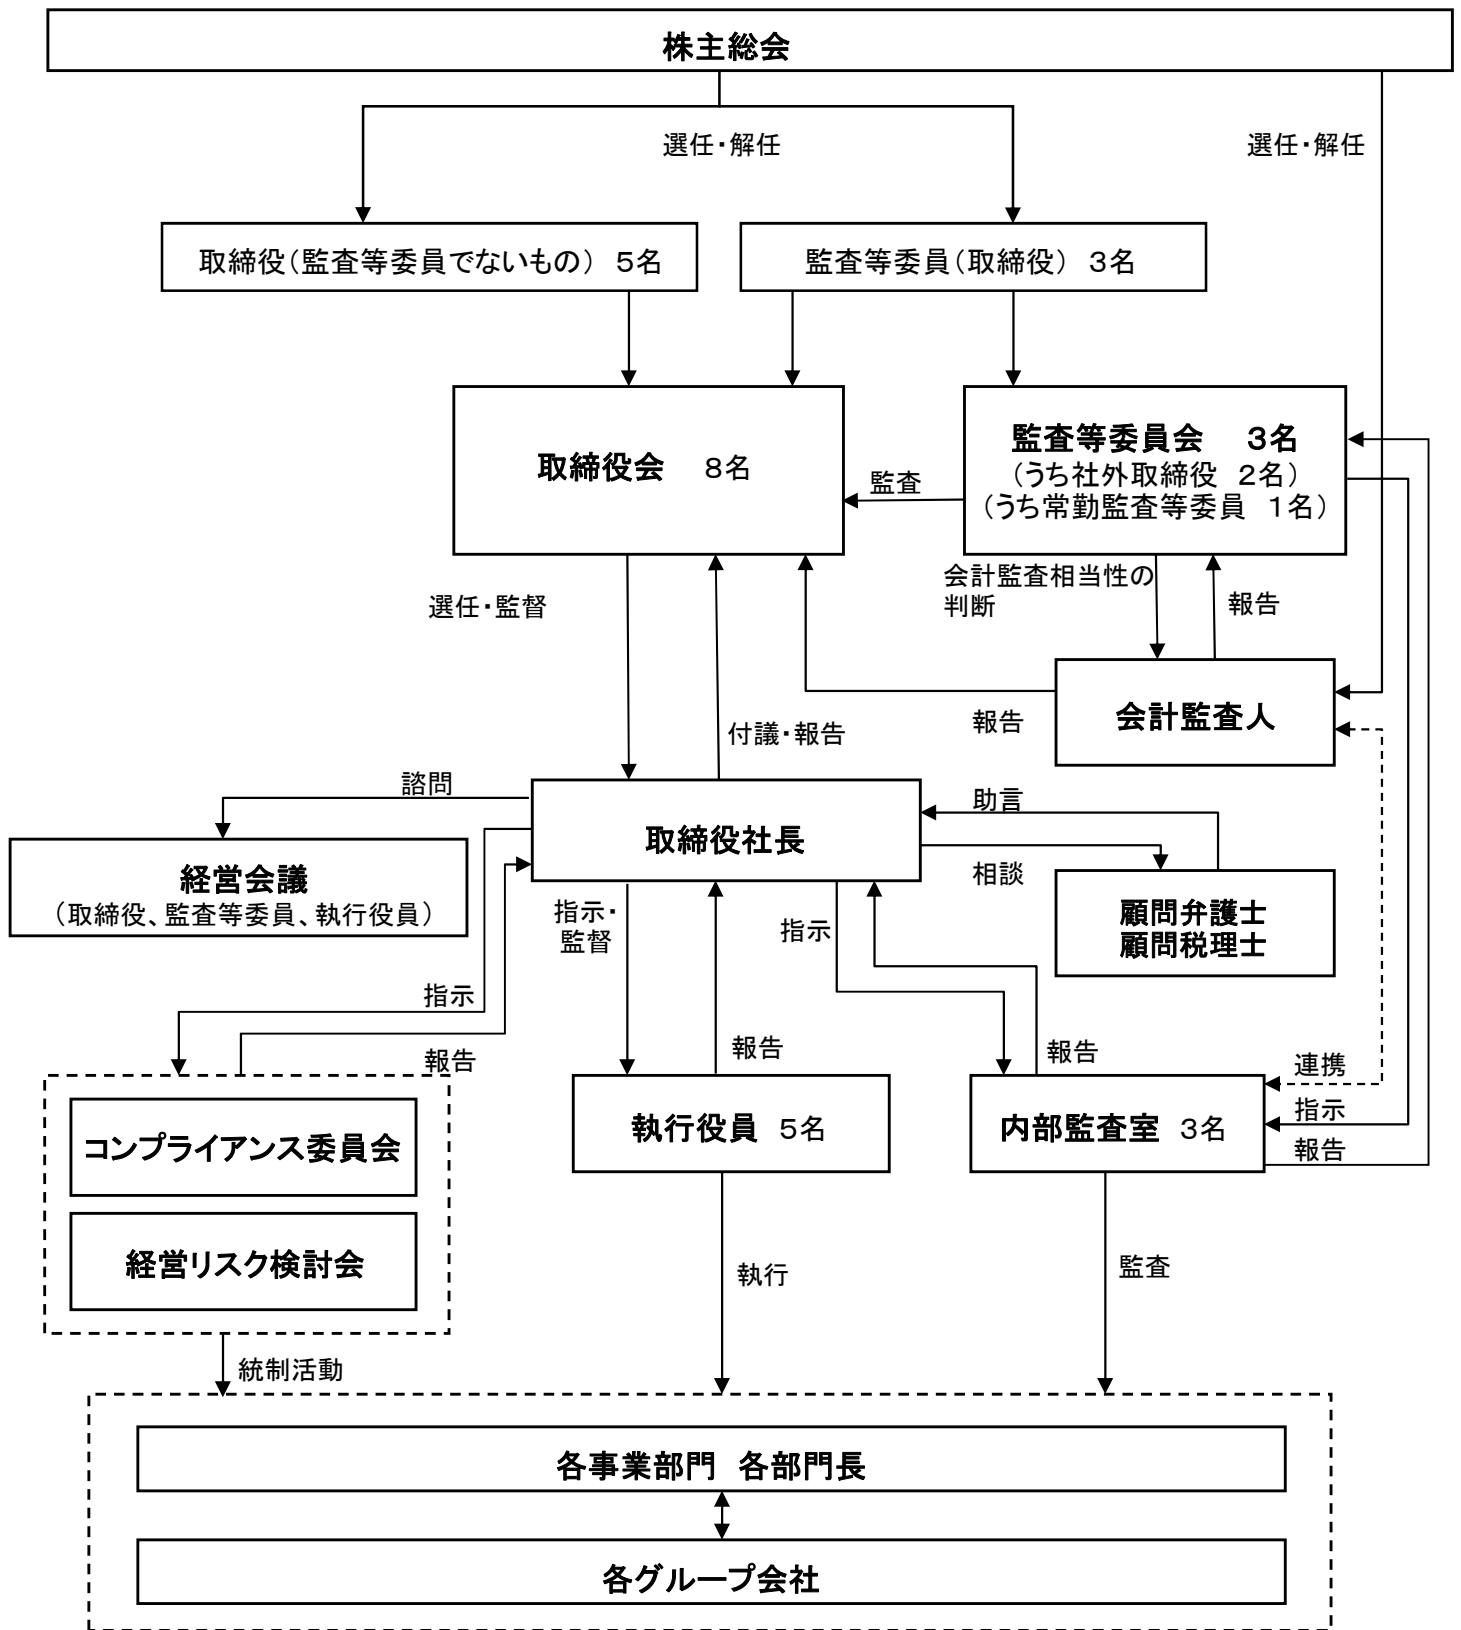 株主総会
選任・解任
選任・解任
取締役（監査等委員でないもの） ５名
監査等委員（取締役） ３名
取締役会　８名
監査
監査等委員会　３名
（うち社外取締役　２名）
（うち常勤監査等委員　１名）
選任・監督
会計監査相当性の
判断
報告
付議・報告
報告
会計監査人
諮問
取締役社長
助言
相談
経営会議
（取締役、監査等委員、執行役員）
顧問弁護士
顧問税理士
指示・
監督
指示
指示
報告
報告
報告
連携
指示
報告
コンプライアンス委員会
経営リスク検討会
執行役員　５名
内部監査室　３名
執行
監査
統制活動
各事業部門　各部門長
各グループ会社